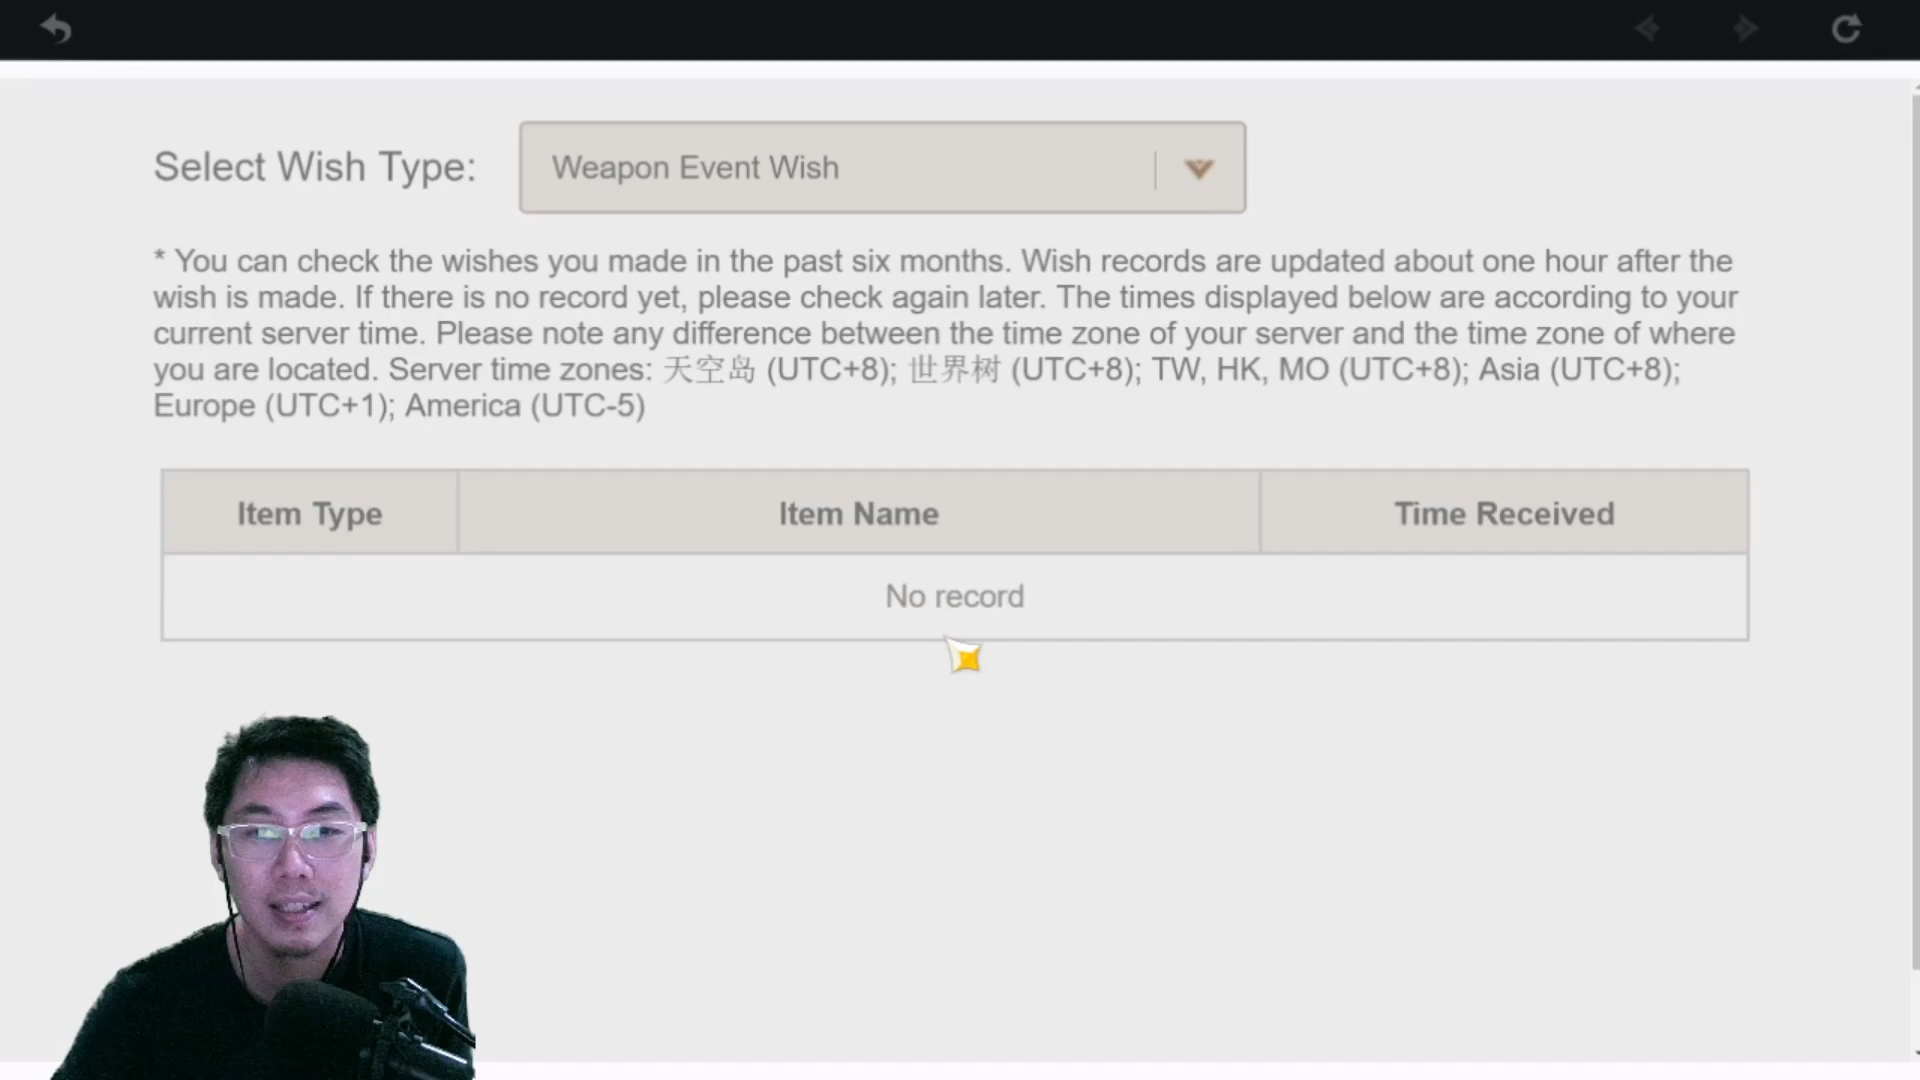 Select Wish Type:
Weapon Event Wish
* You can check the wishes you made in the past six months. Wish records are updated about one hour after the
wish is made. If there is no record yet, please check again later. The times displayed below are according to your
current server time. Please note any difference between the time zone of your server and the time zone of where
you are located. Server time zones: 天空岛 (UTC+8); 世界树 (UTC+8); TW, HK, MO (UTC+8); Asia (UTC+8);
Europe (UTC+1); America (UTC-5)
Item Type
Item Name
Time Received
No record